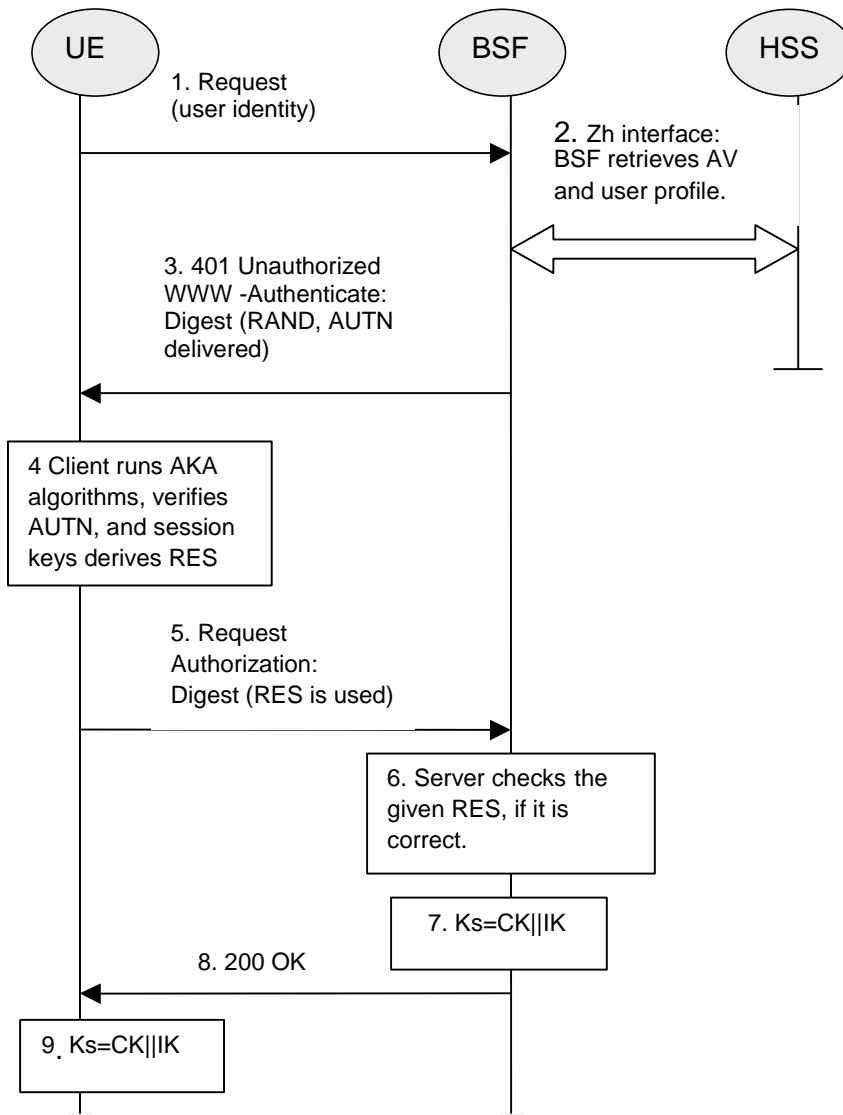 UE
BSF
HSS
1. Request
(user identity)
2. Zh interface:
BSF retrieves AV
and user profile.
3. 401 Unauthorized
WWW -Authenticate:
Digest (RAND, AUTN
delivered)
4 Client runs AKA
algorithms, verifies
AUTN, and session
keys derives RES
5. Request
Authorization:
Digest (RES is used)
6. Server checks the
given RES, if it is
correct.
7. Ks=CK||IK
8. 200 OK
9. Ks=CK||IK